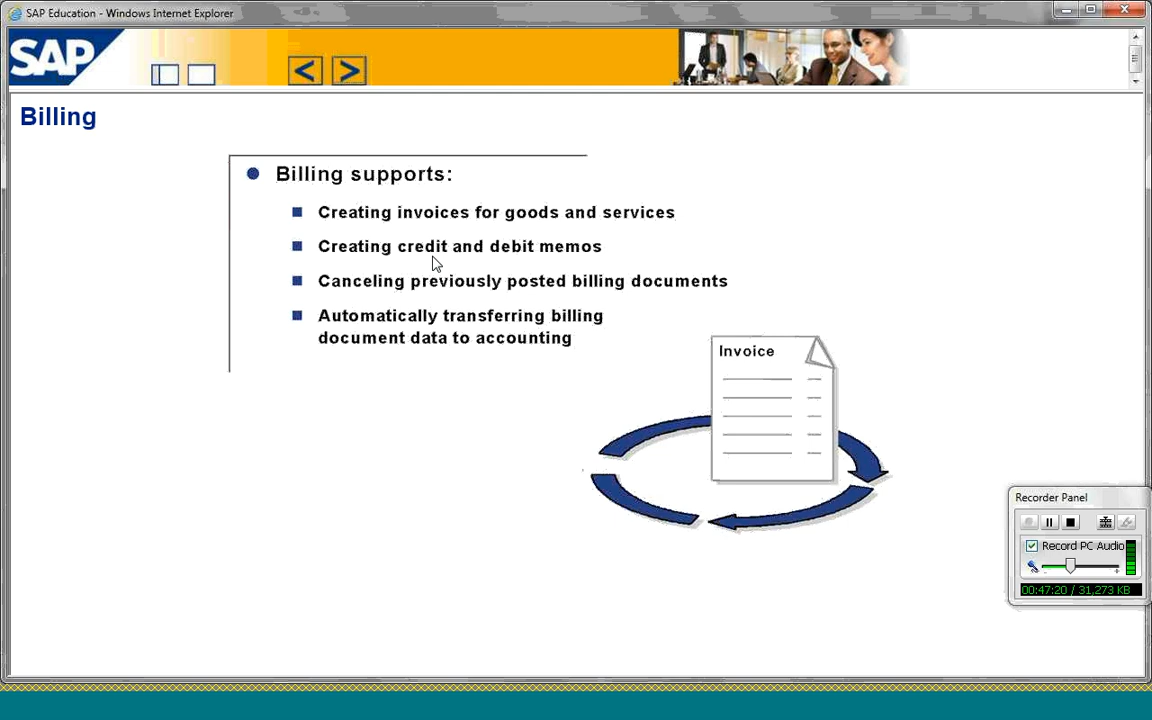 SAP Education - Windows Internet Explorer
SAP
< >
Billing
Billing supports:
Creating invoices for goods and services
Creating credit and debit memos
Canceling previously posted billing documents
Automatically transferring billing
document data to accounting
Invoice
Recorder Panel
Record PC Audio
- +
00:47:20 / 31,273 KB